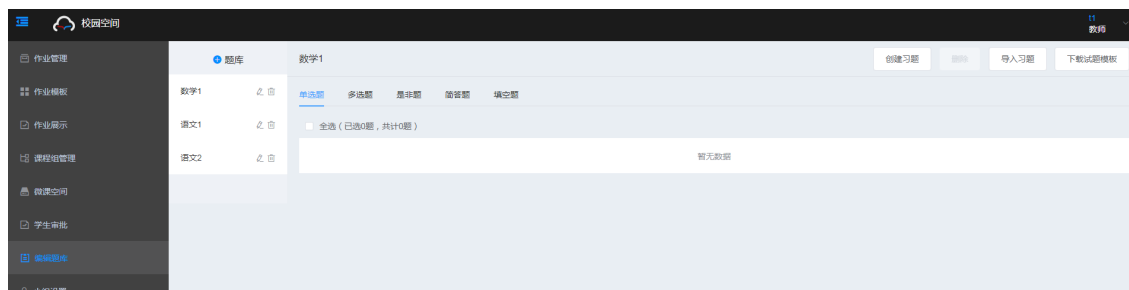 校园空间
t1
教师
作业管理
作业模板
作业展示
课程组管理
微课空间
学生审批
编辑题库
题库
数学1
语文1
语文2
数学1
创建习题
删除
导入习题
下载试题模板
单选题 多选题 是非题 简答题 填空题
全选（已选0题，共计0题）
暂无数据